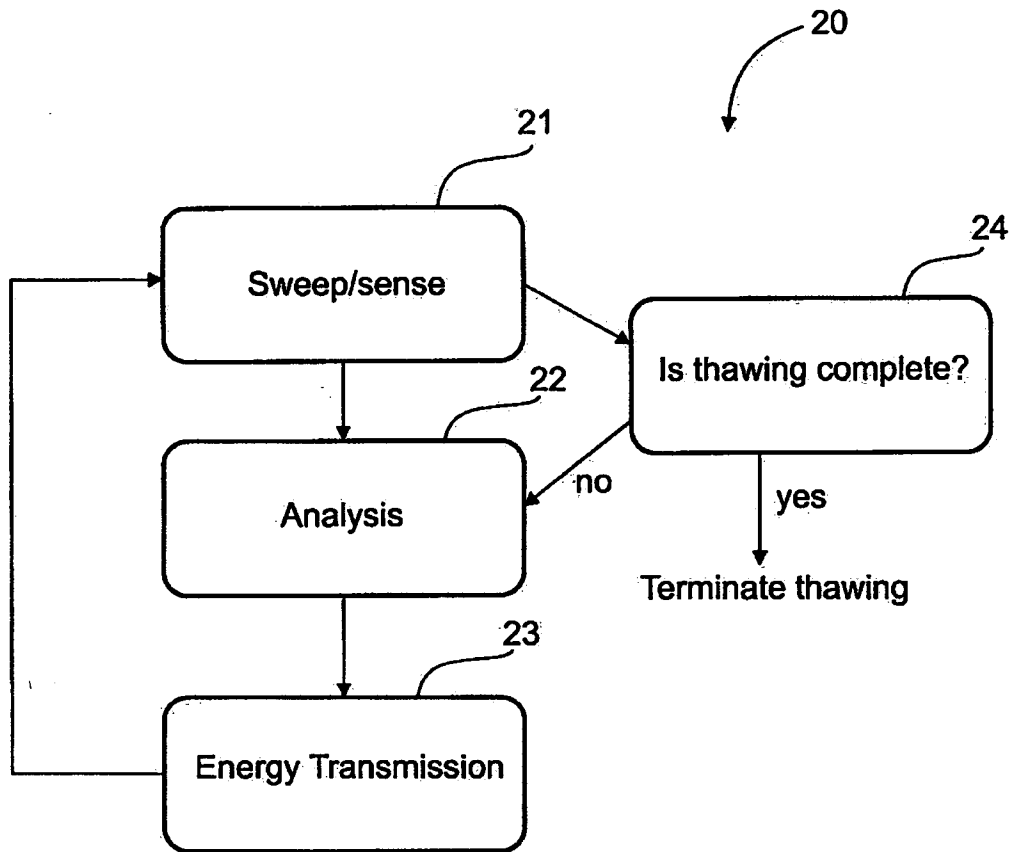 20
21
Sweep/sense
24
Is thawing complete?
22
Analysis
no
yes
Terminate thawing
23
Energy Transmission